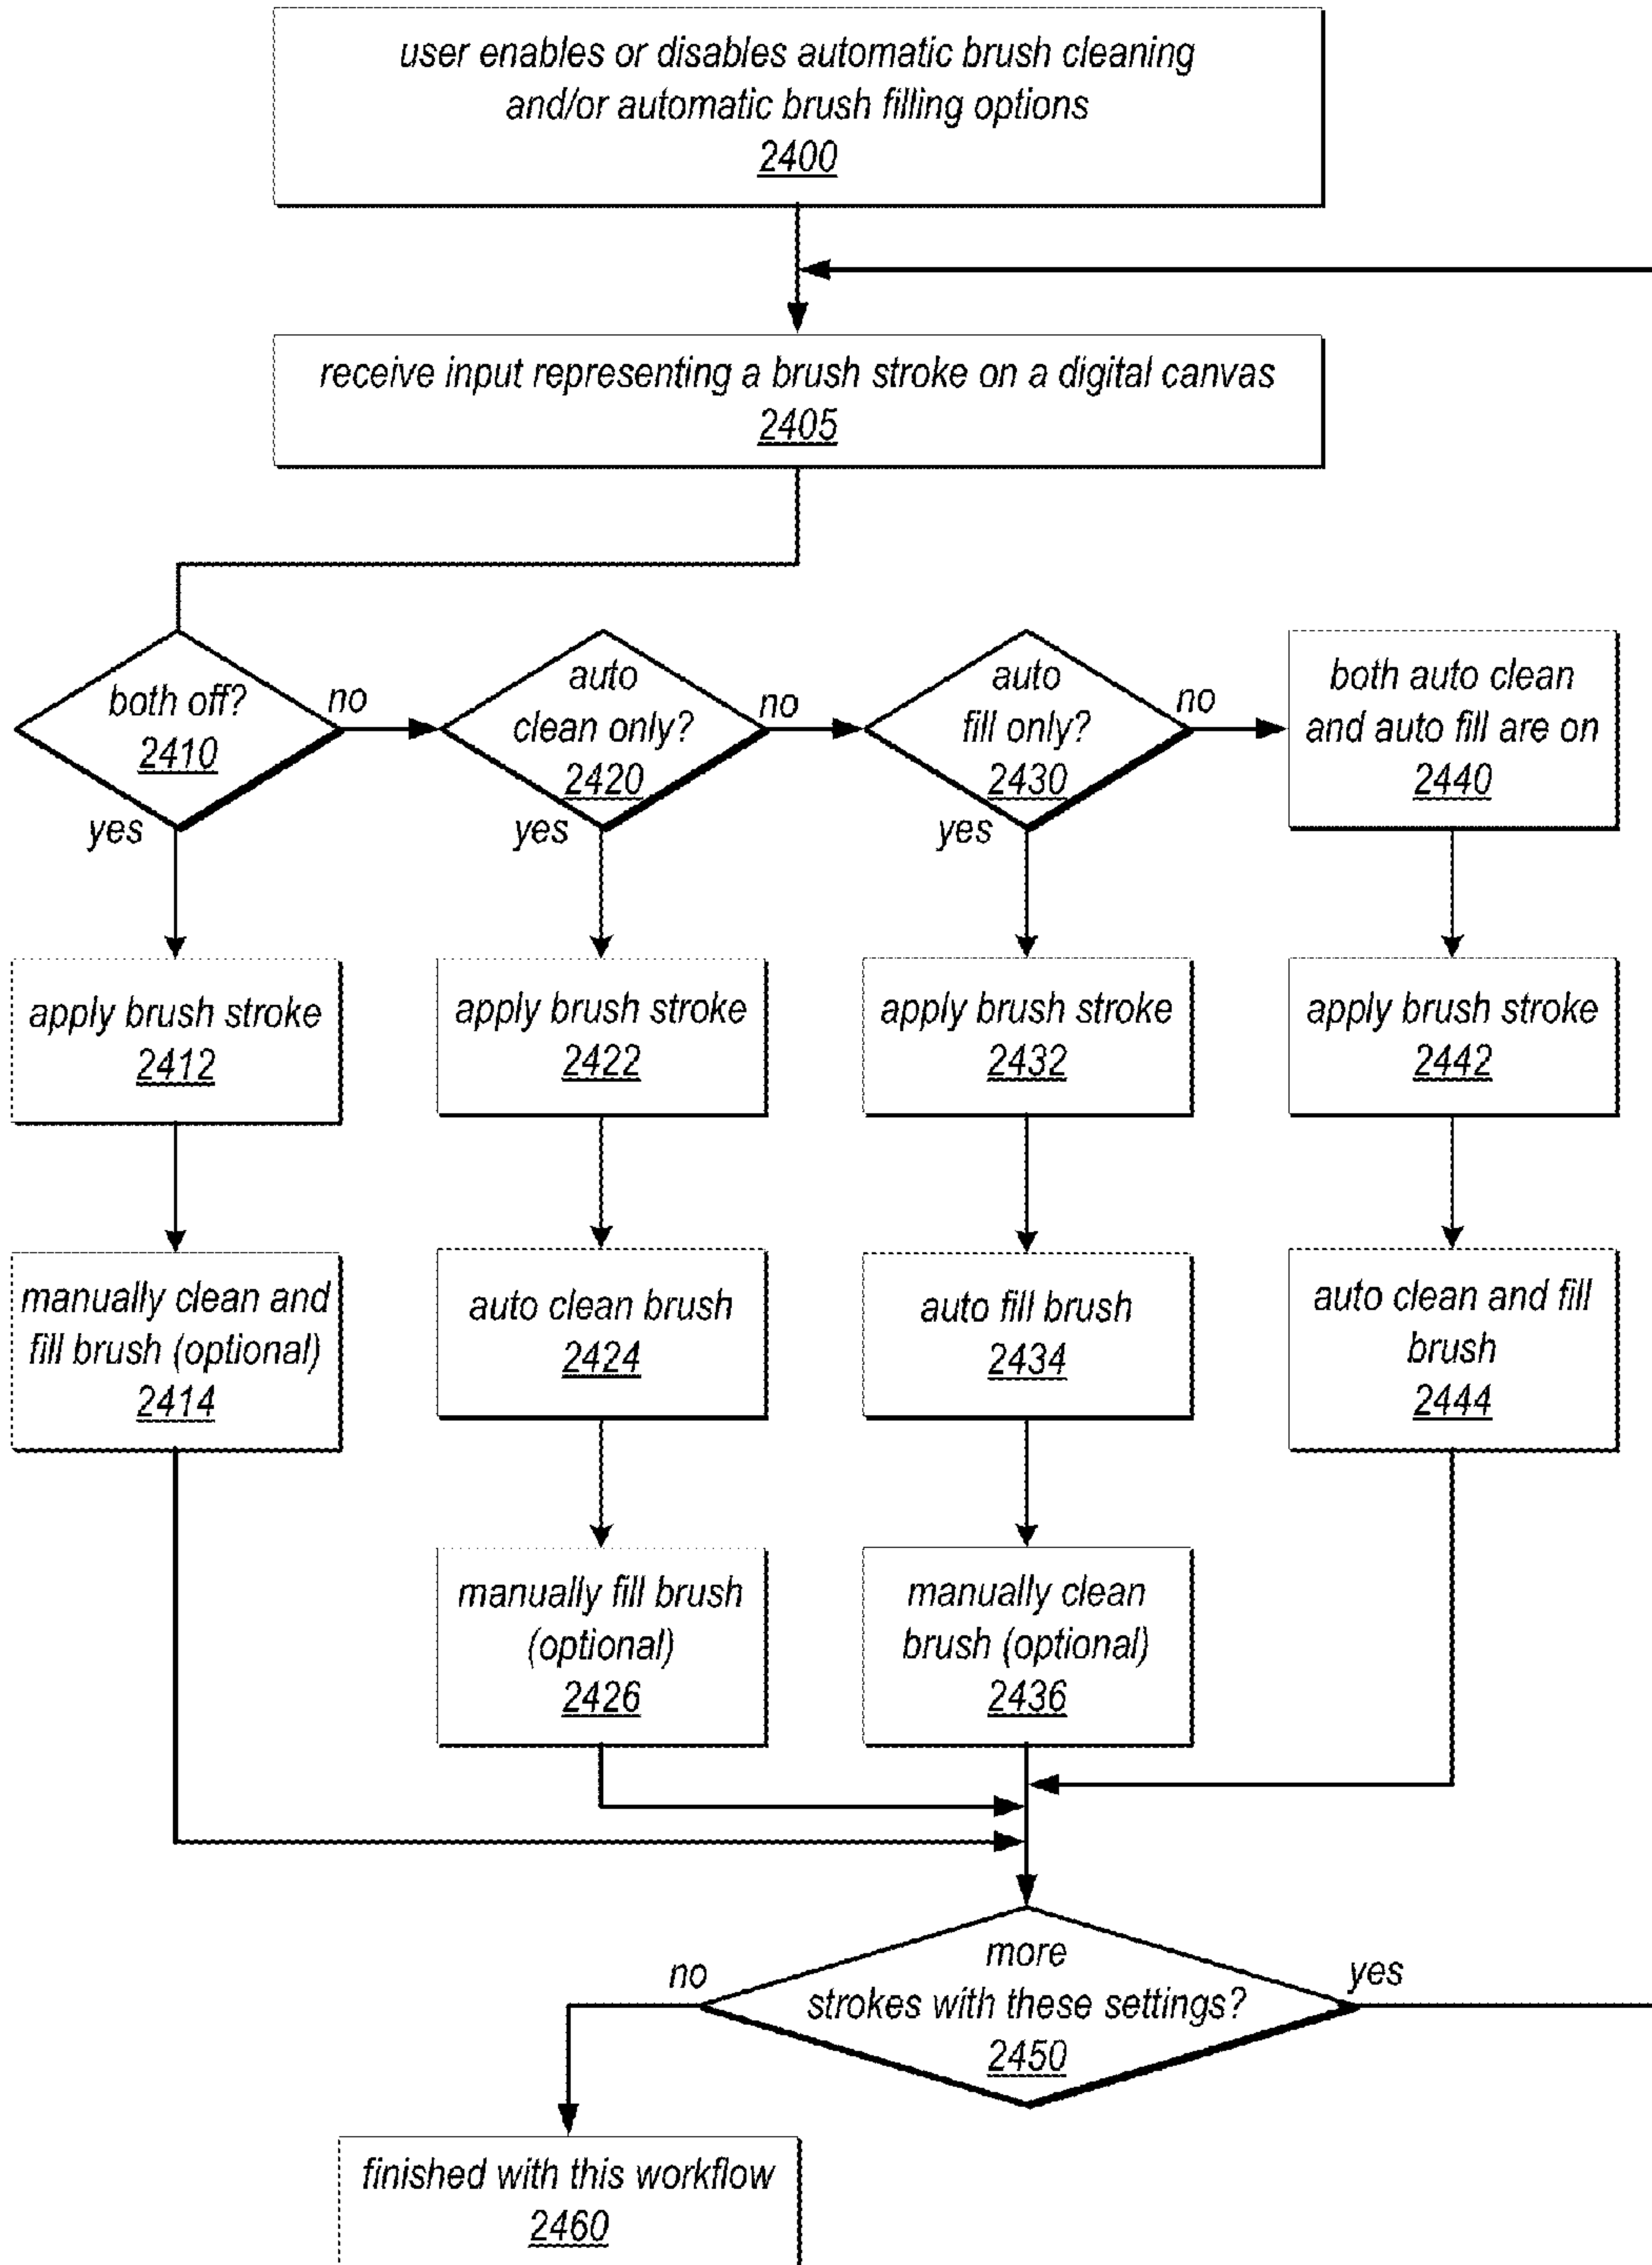 user enables or disables automatic brush cleaning
and/or automatic brush filling options
2400
receive input representing a brush stroke on a digital canvas
2405
both off?
2410
no
yes
auto
clean only?
2420
no
yes
auto
fill only?
2430
no
yes
both auto clean
and auto fill are on
2440
apply brush stroke
2412
apply brush stroke
2422
apply brush stroke
2432
apply brush stroke
2442
manually clean and
fill brush (optional)
2414
auto clean brush
2424
auto fill brush
2434
auto clean and fill
brush
2444
manually fill brush
(optional)
2426
manually clean
brush (optional)
2436
more
strokes with these settings?
2450
no
yes
finished with this workflow
2460